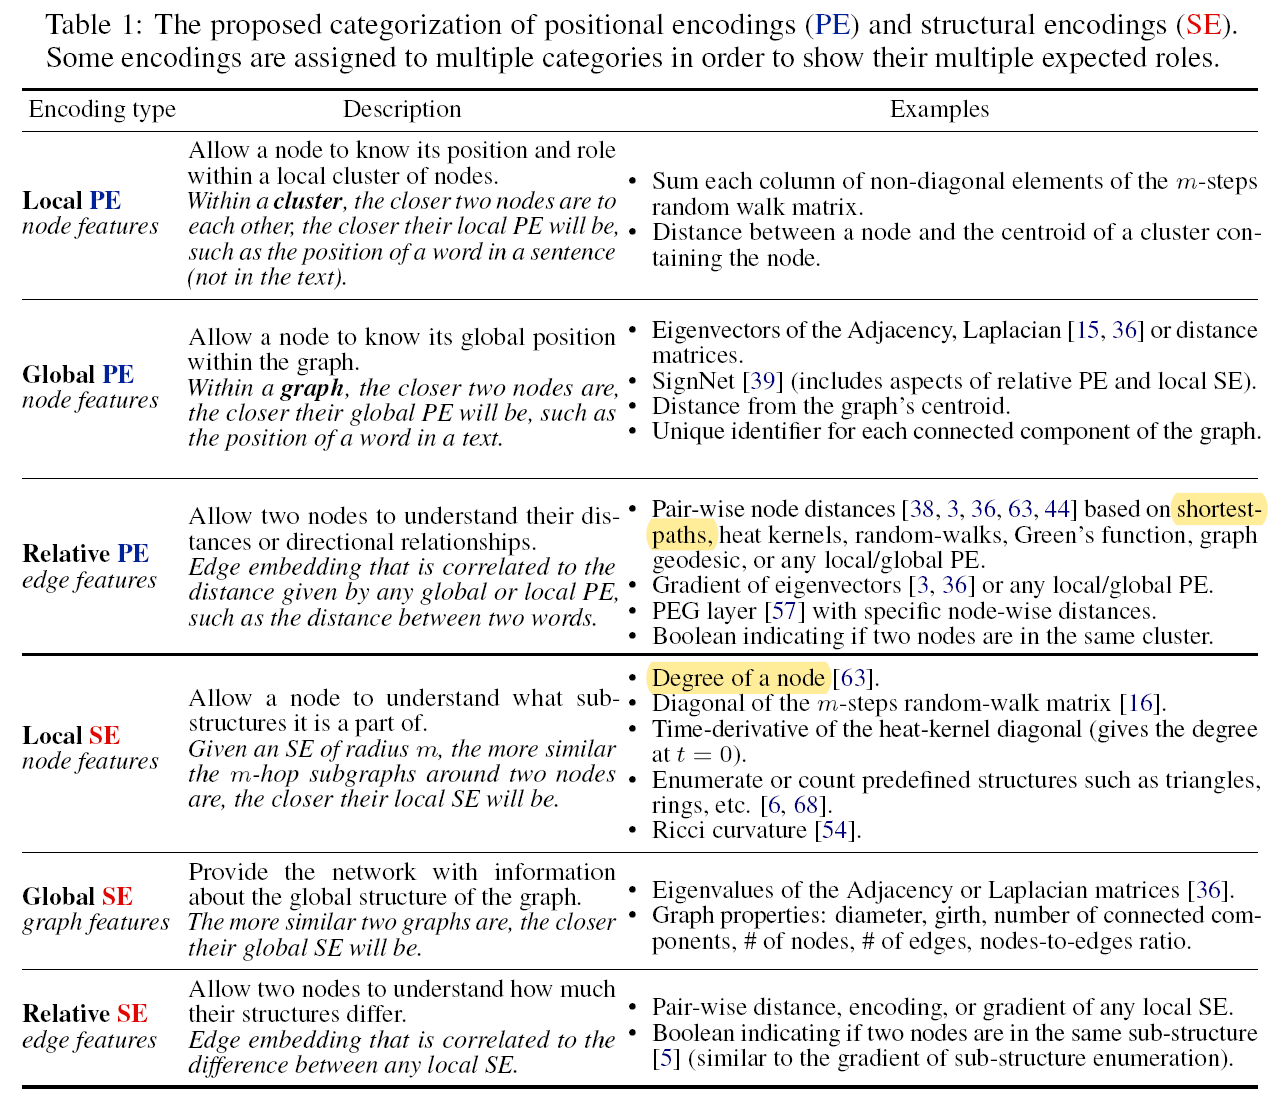 Table 1: The proposed categorization of positional encodings (PE) and structural encodings (SE).
Some encodings are assigned to multiple categories in order to show their multiple expected roles.
Encoding type Description Examples
Local PE
node features
Allow a node to know its position and role
within a local cluster of nodes.
Within a cluster, the closer two nodes are to
each other, the closer their local PE will be,
such as the position of a word in a sentence
(not in the text).
• Sum each column of non-diagonal elements of the m-steps
random walk matrix.
• Distance between a node and the centroid of a cluster con-
taining the node.
Global PE
node features
Allow a node to know its global position
within the graph.
Within a graph, the closer two nodes are,
the closer their global PE will be, such as
the position of a word in a text.
• Eigenvectors of the Adjacency, Laplacian [15, 36] or distance
matrices.
• SignNet [39] (includes aspects of relative PE and local SE).
• Distance from the graph's centroid.
• Unique identifier for each connected component of the graph.
Relative PE
edge features
Allow two nodes to understand their dis-
tances or directional relationships.
Edge embedding that is correlated to the
distance given by any global or local PE,
such as the distance between two words.
• Pair-wise node distances [38, 3, 36, 63, 44] based on shortest-
paths, heat kernels, random-walks, Green's function, graph
geodesic, or any local/global PE.
• Gradient of eigenvectors [3, 36] or any local/global PE.
• PEG layer [57] with specific node-wise distances.
• Boolean indicating if two nodes are in the same cluster.
Local SE
node features
Allow a node to understand what sub-
structures it is a part of.
Given an SE of radius m, the more similar
the m-hop subgraphs around two nodes
are, the closer their local SE will be.
• Degree of a node [63].
• Diagonal of the m-steps random-walk matrix [16].
• Time-derivative of the heat-kernel diagonal (gives the degree
at t = 0).
• Enumerate or count predefined structures such as triangles,
rings, etc. [6, 68].
• Ricci curvature [54].
Global SE
graph features
Provide the network with information
about the global structure of the graph.
The more similar two graphs are, the closer
their global SE will be.
• Eigenvalues of the Adjacency or Laplacian matrices [36].
• Graph properties: diameter, girth, number of connected com-
ponents, # of nodes, # of edges, nodes-to-edges ratio.
Relative SE
edge features
Allow two nodes to understand how much
their structures differ.
Edge embedding that is correlated to the
difference between any local SE.
• Pair-wise distance, encoding, or gradient of any local SE.
• Boolean indicating if two nodes are in the same sub-structure
[5] (similar to the gradient of sub-structure enumeration).